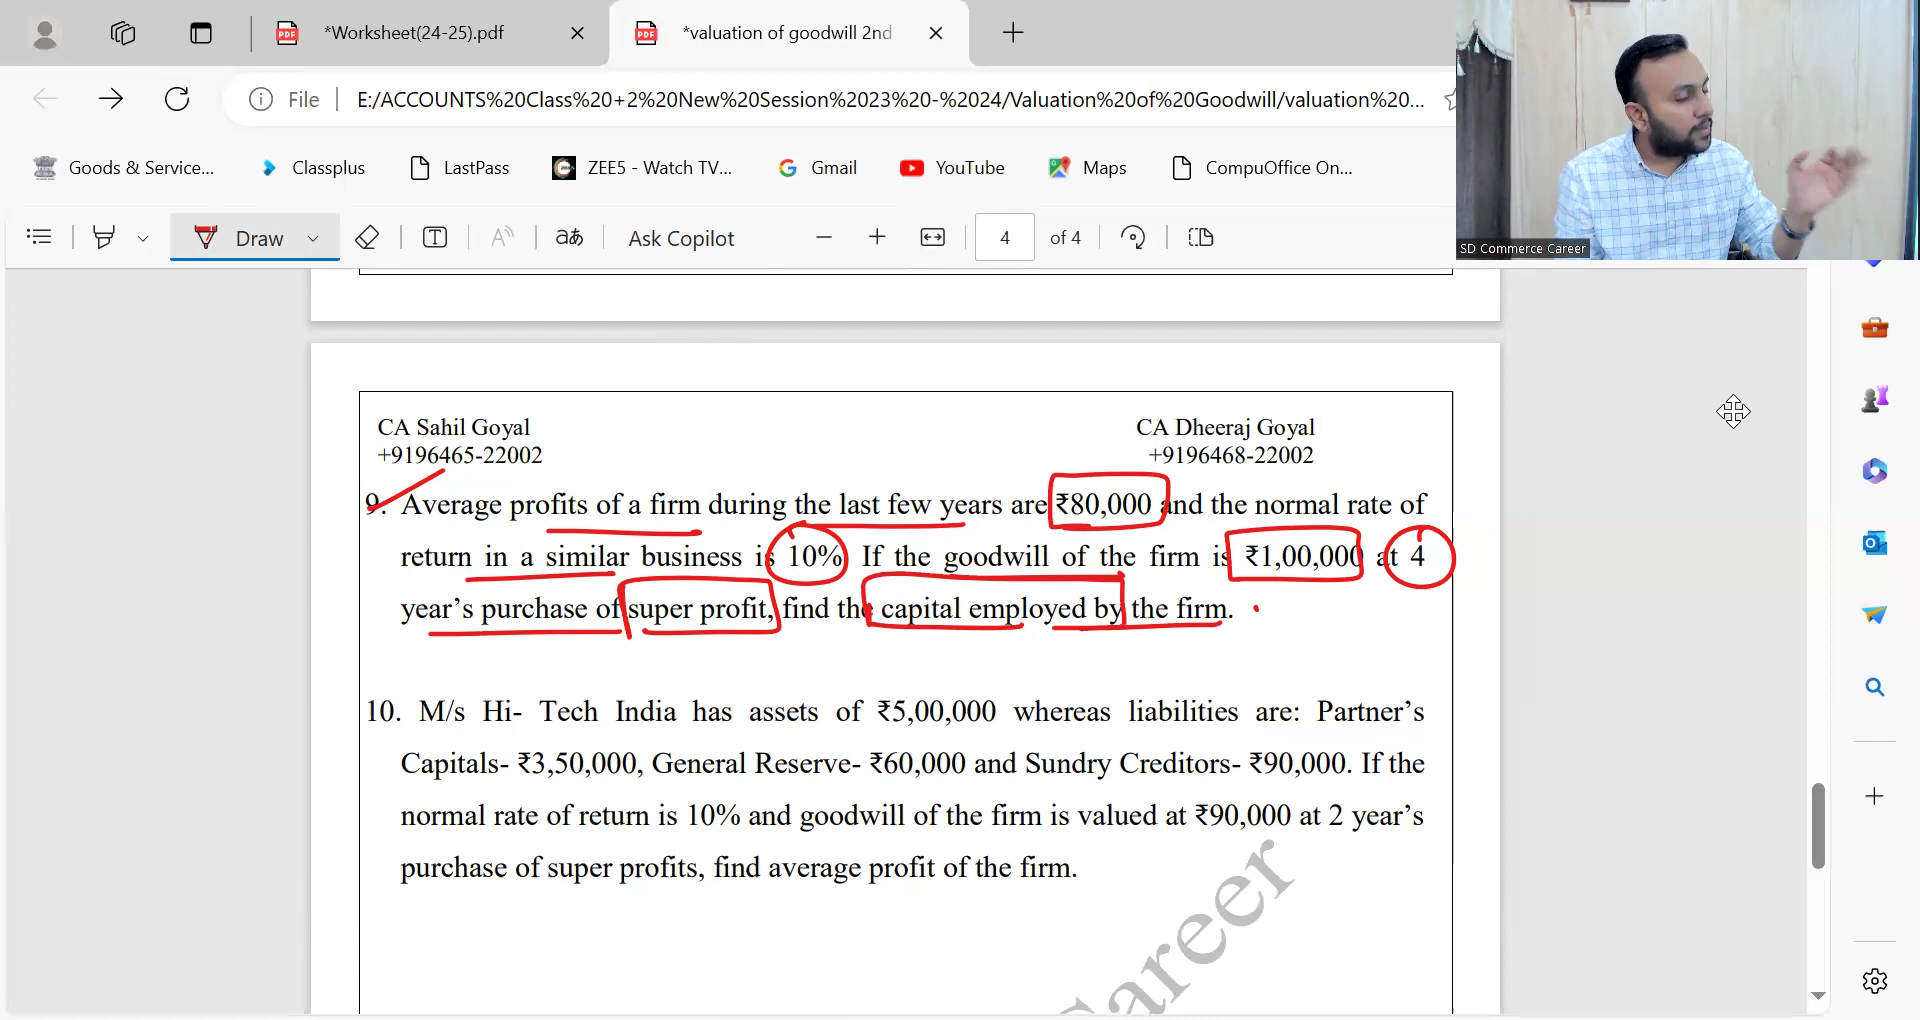 *Worksheet(24-25).pdf
*valuation of goodwill 2nd
File
E:/ACCOUNTS%20Class%20+2%20New%20Session%202023%20-%2024/Valuation%20of%20Goodwill/valuation%20...
Goods & Service... Classplus LastPass ZEE5 - Watch TV... Gmail YouTube Maps CompuOffice On...
Draw Ask Copilot 4 of 4
SD Commerce Career
CA Sahil Goyal CA Dheeraj Goyal
+9196465-22002 +9196468-22002
9. Average profits of a firm during the last few years are ₹80,000 and the normal rate of
return in a similar business is 10% If the goodwill of the firm is ₹1,00,000 at 4
year's purchase of super profit, find the capital employed by the firm.
10. M/s Hi- Tech India has assets of ₹5,00,000 whereas liabilities are: Partner's
Capitals- ₹3,50,000, General Reserve- ₹60,000 and Sundry Creditors- ₹90,000. If the
normal rate of return is 10% and goodwill of the firm is valued at ₹90,000 at 2 year's
purchase of super profits, find average profit of the firm.
Career